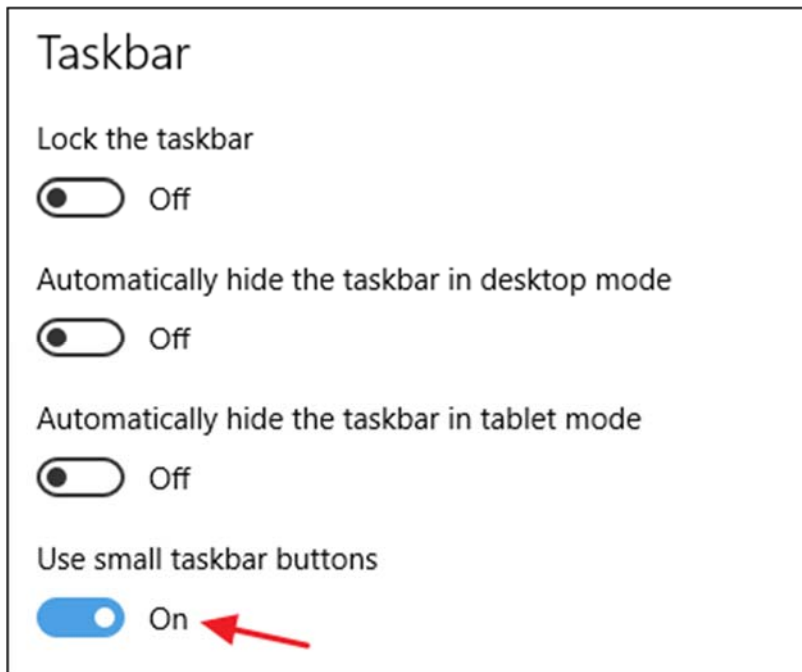 Taskbar
Lock the taskbar
Off
Automatically hide the taskbar in desktop mode
Off
Automatically hide the taskbar in tablet mode
Off
Use small taskbar buttons
On